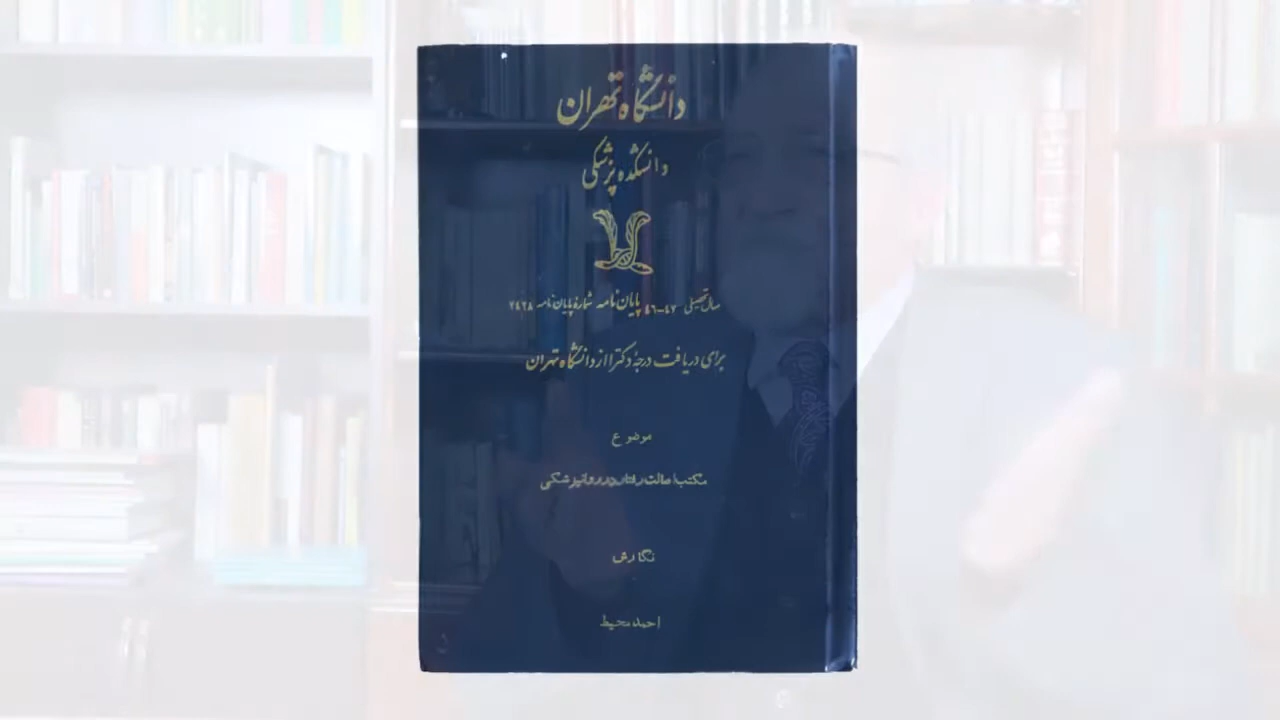 دانشگاه تهران
دانشکده پزشکی
سال تحصیلی ۴۷-۴۶ پایان نامه شماره پایان نامه ۲۴۲۸
برای دریافت درجه دکترا از دانشگاه تهران
موضوع
مکتب اصالت رفتار در روانپزشکی
نگارش
احمد محیط